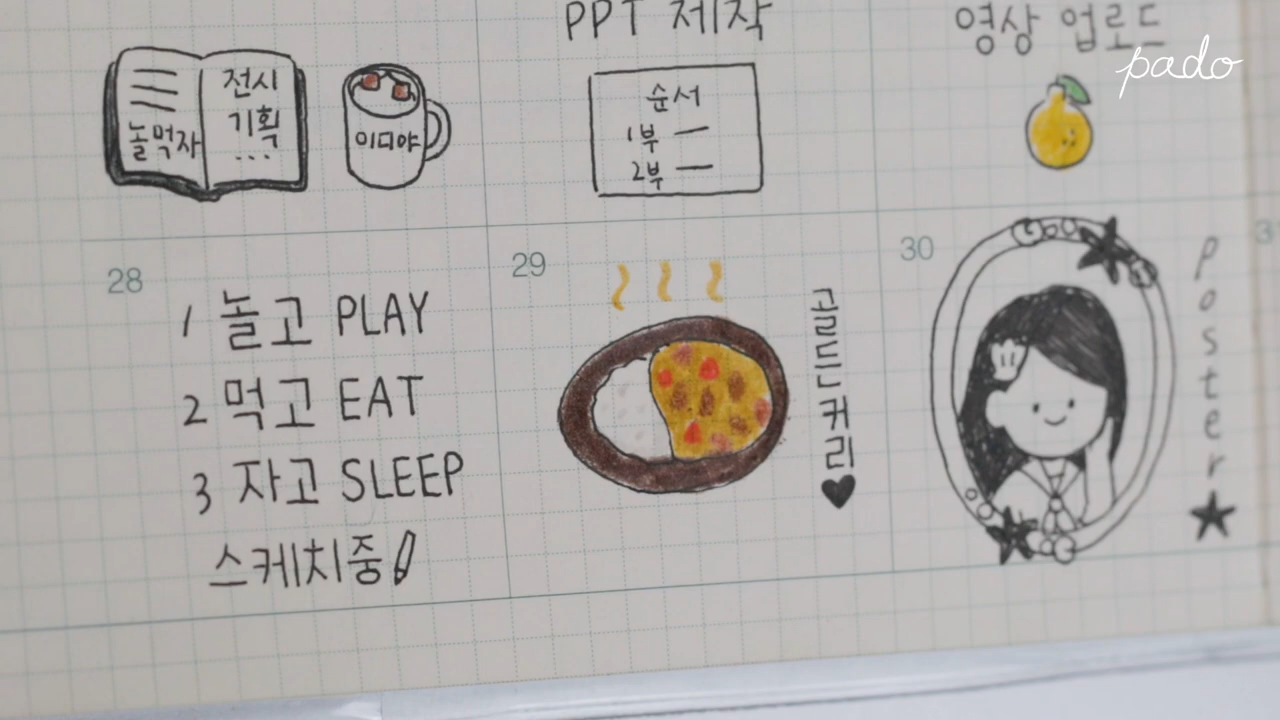 PPT 제작
영상 업로드
pado
놀먹자
전시
기획
...
이디야
순서
1부 —
2부 —
28
1 놀고 PLAY
2 먹고 EAT
3 자고 SLEEP
스케치중
29
골든커리
30
poster
3